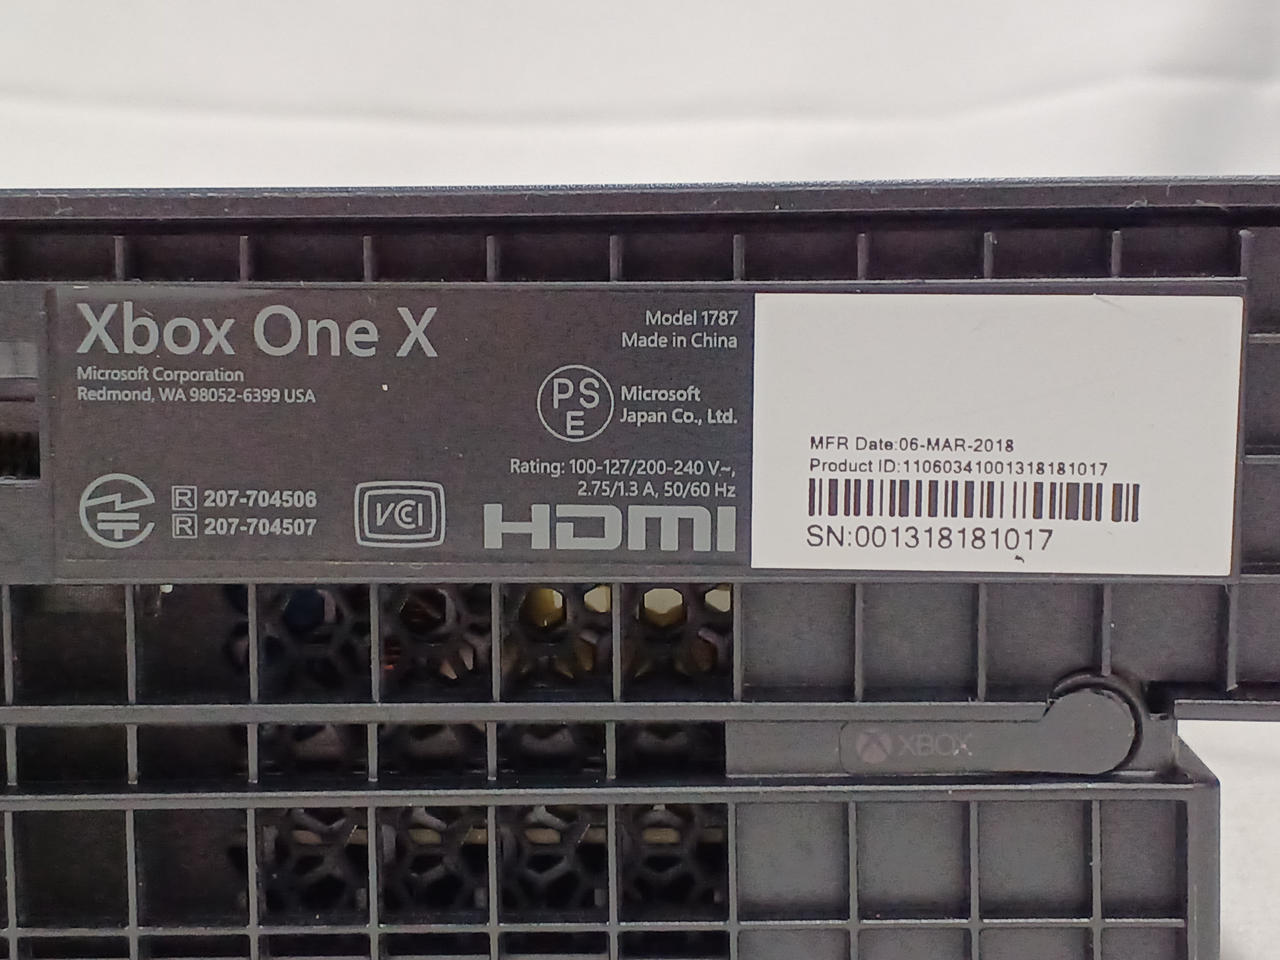 Xbox One X
Microsoft Corporation
Redmond, WA 98052-6399 USA
Model 1787
Made in China
PSE
Microsoft
Japan Co., Ltd.
Rating: 100-127/200-240 V~,
2.75/1.3 A, 50/60 Hz
R 207-704506
R 207-704507
VCCI
HDMI
MFR Date:06-MAR-2018
Product ID:11060341001318181017
SN:001318181017
XBOX